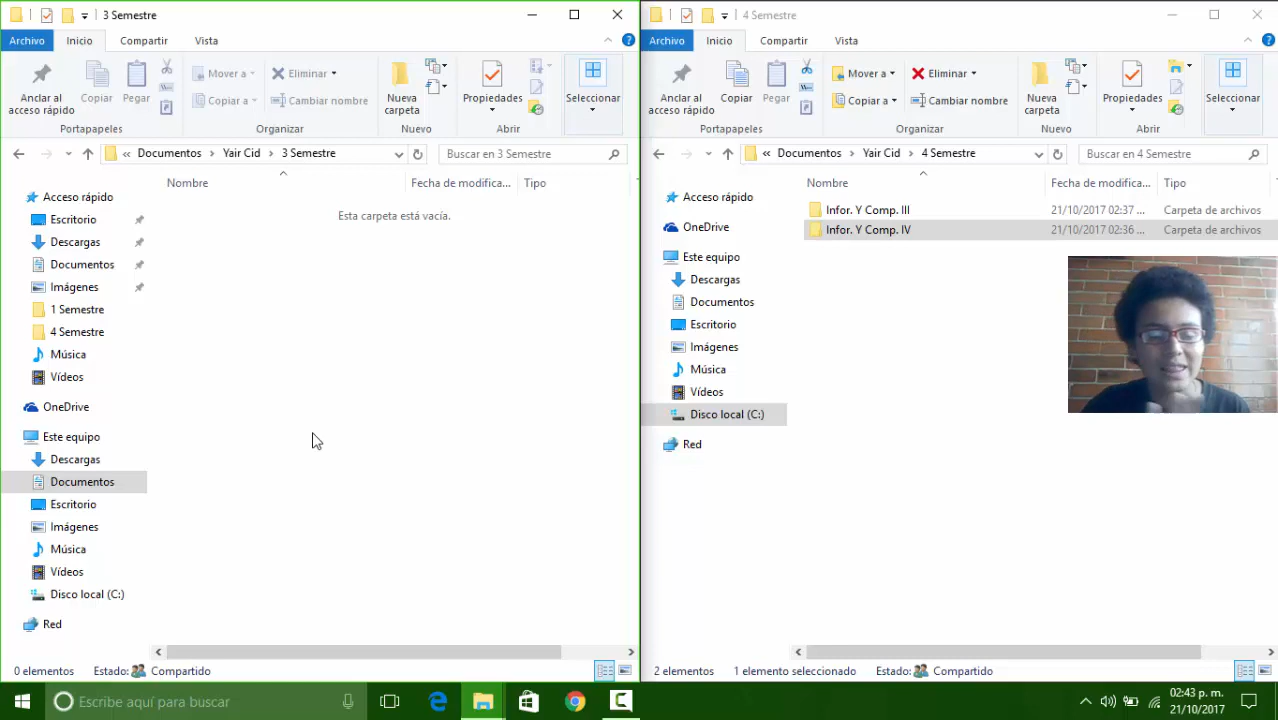 3 Semestre
Archivo Inicio Compartir Vista
Anclar al acceso rápido
Copiar
Pegar
Mover a
Copiar a
Eliminar
Cambiar nombre
Nueva carpeta
Propiedades
Seleccionar
Portapapeles Organizar Nuevo Abrir
« Documentos > Yair Cid > 3 Semestre
Buscar en 3 Semestre
Nombre Fecha de modifica... Tipo
Esta carpeta está vacía.
Acceso rápido
Escritorio
Descargas
Documentos
Imágenes
1 Semestre
4 Semestre
Música
Vídeos
OneDrive
Este equipo
Descargas
Documentos
Escritorio
Imágenes
Música
Vídeos
Disco local (C:)
Red
0 elementos Estado: Compartido
4 Semestre
Archivo Inicio Compartir Vista
Anclar al acceso rápido
Copiar
Pegar
Mover a
Copiar a
Eliminar
Cambiar nombre
Nueva carpeta
Propiedades
Seleccionar
Portapapeles Organizar Nuevo Abrir
« Documentos > Yair Cid > 4 Semestre
Buscar en 4 Semestre
Nombre Fecha de modifica... Tipo
Infor. Y Comp. III 21/10/2017 02:37 ... Carpeta de archivos
Infor. Y Comp. IV 21/10/2017 02:36 ... Carpeta de archivos
Acceso rápido
OneDrive
Este equipo
Descargas
Documentos
Escritorio
Imágenes
Música
Vídeos
Disco local (C:)
Red
2 elementos 1 elemento seleccionado Estado: Compartido
Escribe aquí para buscar
02:43 p. m.
21/10/2017